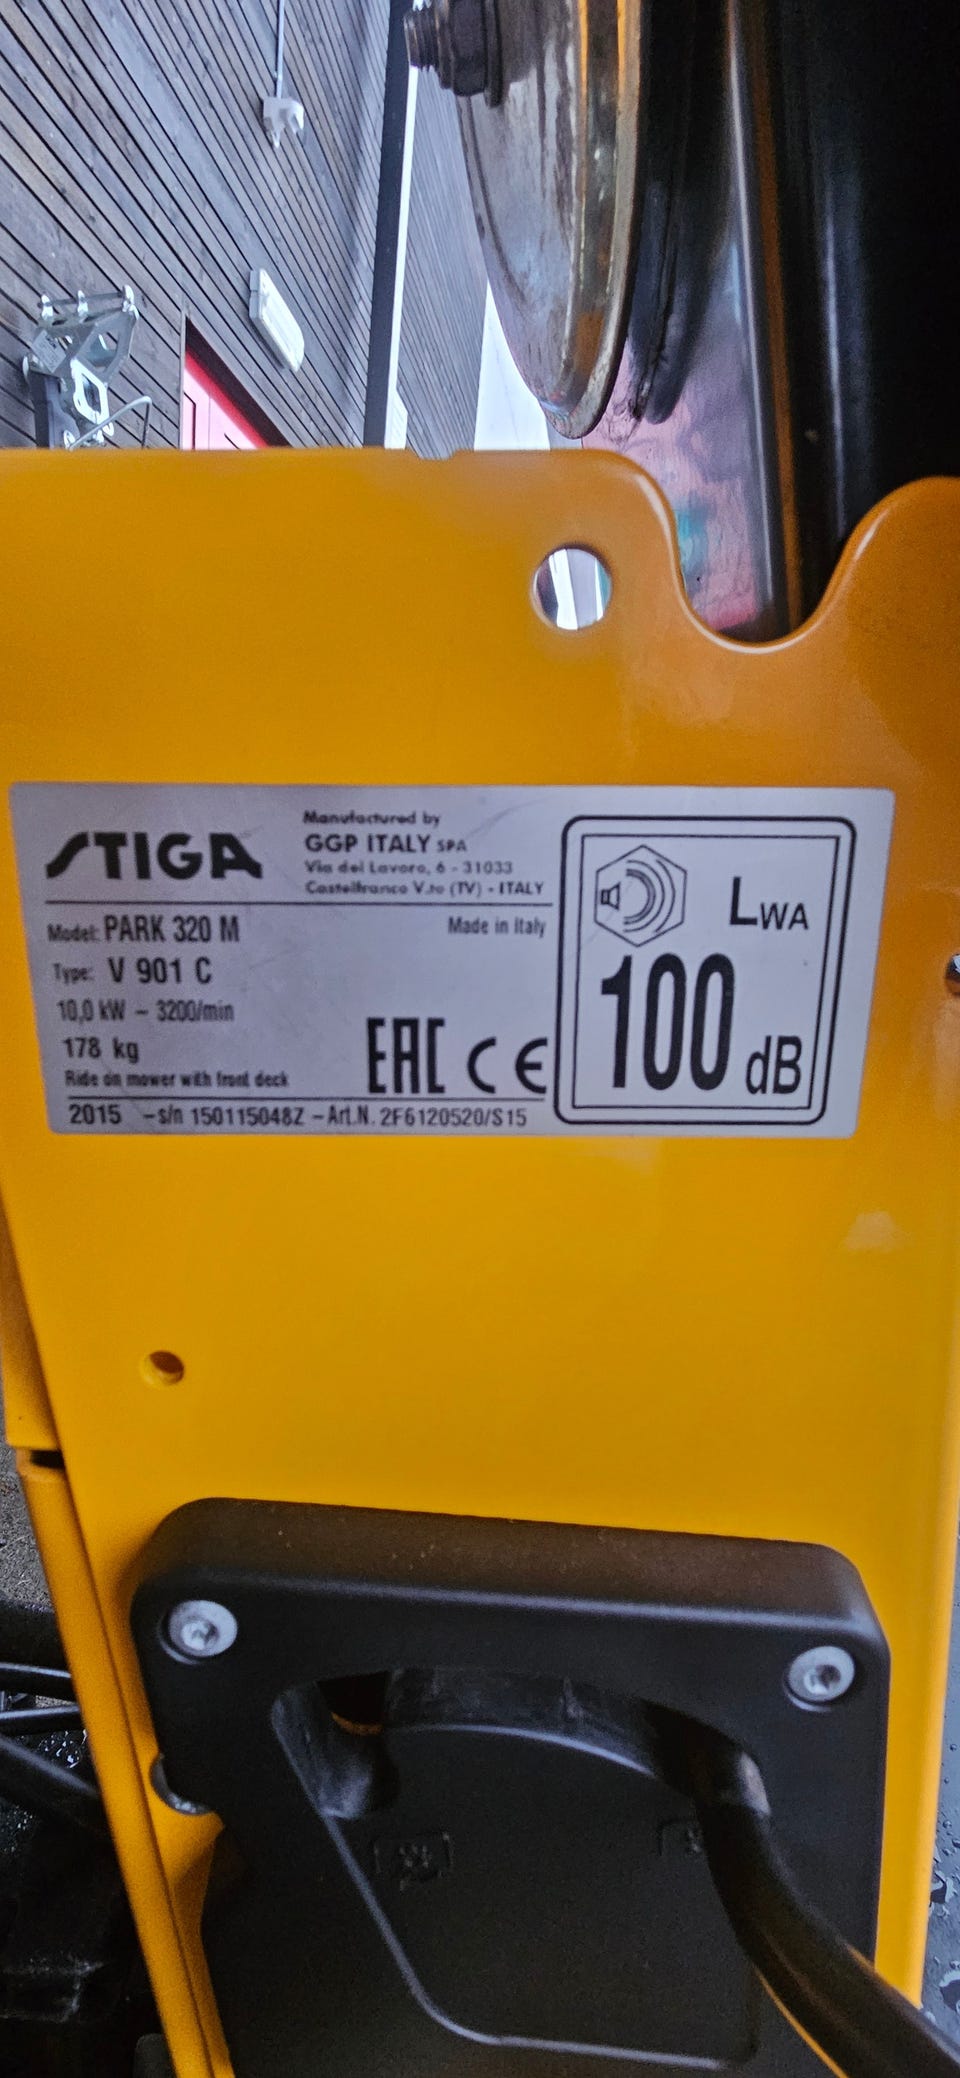 STIGA
Manufactured by
GGP ITALY SPA
Via del Lavoro, 6 - 31033
Castelfranco V.to (TV) - ITALY
Model: PARK 320 M
Made in Italy
Type: V 901 C
10,0 kW – 3200/min
178 kg
Ride on mower with front deck
EAC CE
2015 –s/n 150115048Z –Art.N. 2F6120520/S15
LWA
100 dB